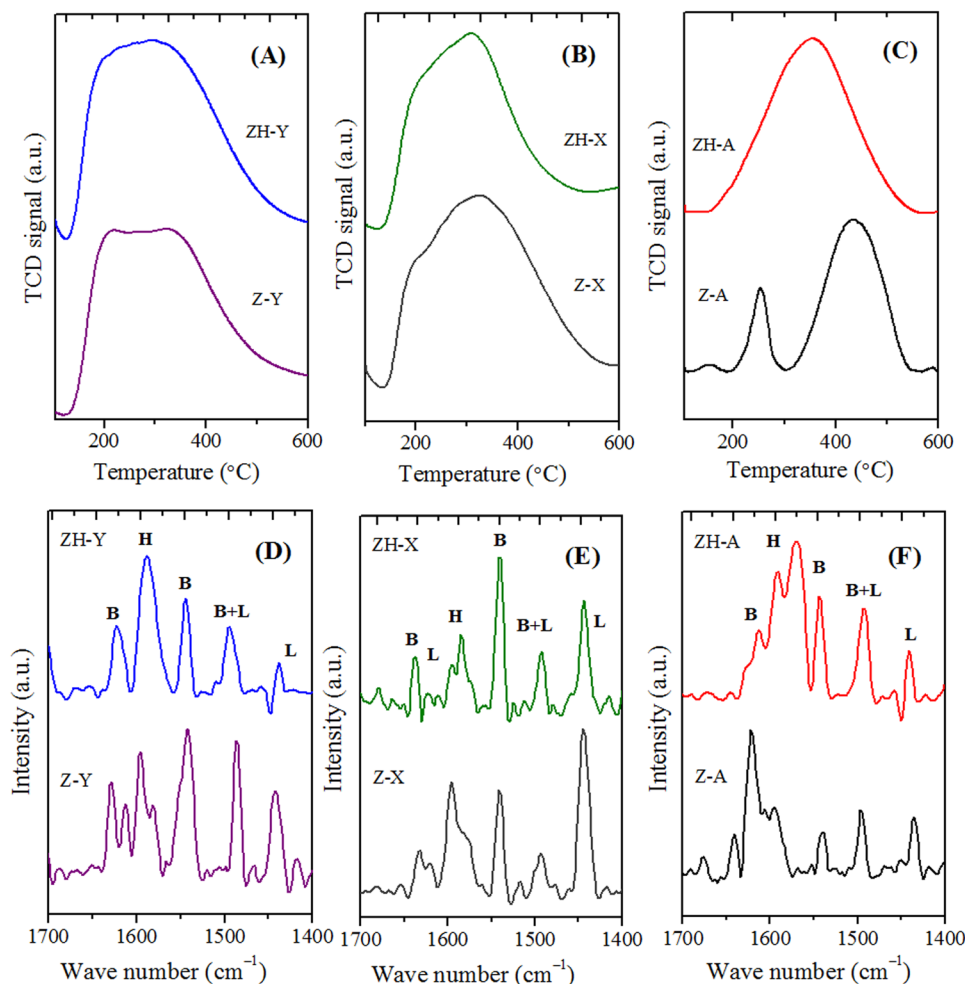 (A)
ZH-Y
Z-Y
TCD signal (a.u.)
200
400
600
Temperature (°C)
(B)
ZH-X
Z-X
TCD signal (a.u.)
200
400
600
Temperature (°C)
(C)
ZH-A
Z-A
TCD signal (a.u.)
200
400
600
Temperature (°C)
ZH-Y
H
(D)
B
B
B+L
L
Z-Y
Intensity (a.u.)
1700
1600
1500
1400
Wave number (cm⁻¹)
ZH-X
B
(E)
H
B
L
B+L
L
Z-X
Intensity (a.u.)
1700
1600
1500
1400
Wave number (cm⁻¹)
ZH-A
H
(F)
B
B
B+L
L
Z-A
Intensity (a.u.)
1700
1600
1500
1400
Wave number (cm⁻¹)